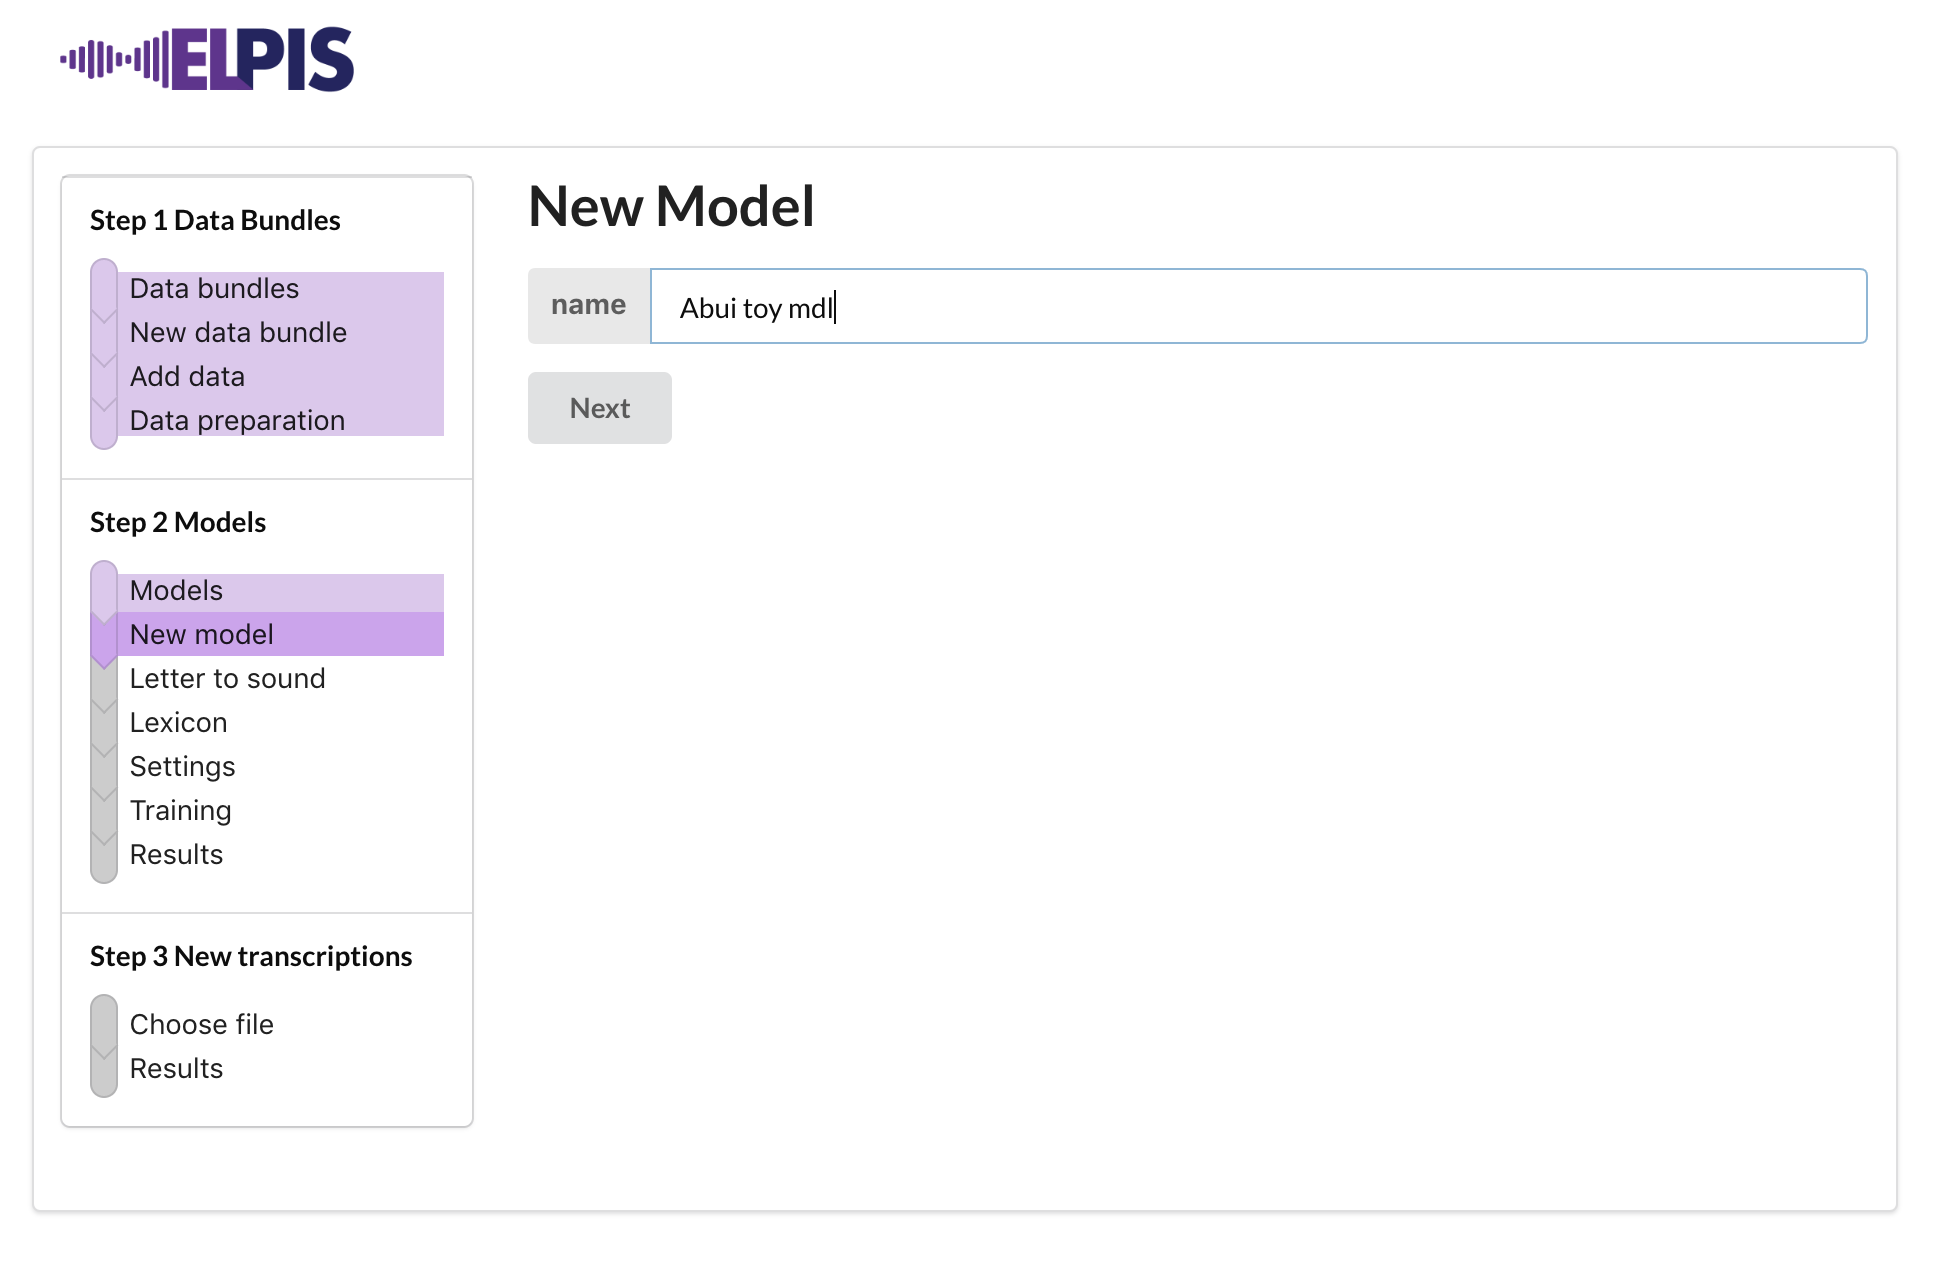 ELPIS
Step 1 Data Bundles
Data bundles
New data bundle
Add data
Data preparation
Step 2 Models
Models
New model
Letter to sound
Lexicon
Settings
Training
Results
Step 3 New transcriptions
Choose file
Results
New Model
name Abui toy mdl
Next